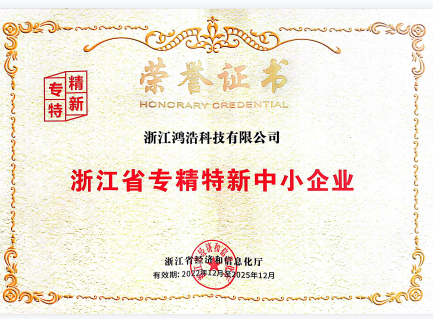 荣誉证书
HONORARY CREDENTIAL
专精特新
浙江鸿浩科技有限公司
浙江省专精特新中小企业
浙江省经济和信息化厅
有效期: 2022年12月至2025年12月